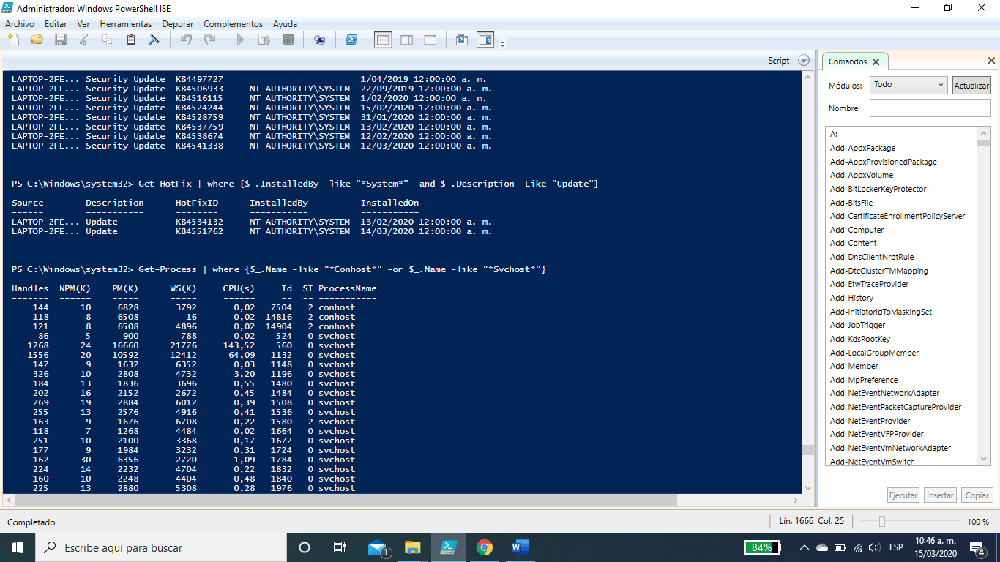 Administrador: Windows PowerShell ISE
Archivo Editar Ver Herramientas Depurar Complementos Ayuda
Script
LAPTOP-2FE... Security Update KB4497727 1/04/2019 12:00:00 a. m.
LAPTOP-2FE... Security Update KB4506933 NT AUTHORITY\SYSTEM 22/09/2019 12:00:00 a. m.
LAPTOP-2FE... Security Update KB4516115 NT AUTHORITY\SYSTEM 1/02/2020 12:00:00 a. m.
LAPTOP-2FE... Security Update KB4524244 NT AUTHORITY\SYSTEM 15/02/2020 12:00:00 a. m.
LAPTOP-2FE... Security Update KB4528759 NT AUTHORITY\SYSTEM 31/01/2020 12:00:00 a. m.
LAPTOP-2FE... Security Update KB4537759 NT AUTHORITY\SYSTEM 13/02/2020 12:00:00 a. m.
LAPTOP-2FE... Security Update KB4538674 NT AUTHORITY\SYSTEM 12/02/2020 12:00:00 a. m.
LAPTOP-2FE... Security Update KB4541338 NT AUTHORITY\SYSTEM 12/03/2020 12:00:00 a. m.
PS C:\Windows\system32> Get-HotFix | where {$_.InstalledBy -like "*System*" -and $_.Description -Like "Update"}
Source Description HotFixID InstalledBy InstalledOn
------ ----------- -------- ----------- -----------
LAPTOP-2FE... Update KB4534132 NT AUTHORITY\SYSTEM 13/02/2020 12:00:00 a. m.
LAPTOP-2FE... Update KB4551762 NT AUTHORITY\SYSTEM 14/03/2020 12:00:00 a. m.
PS C:\Windows\system32> Get-Process | where {$_.Name -like "*Conhost*" -or $_.Name -like "*Svchost*"}
Handles NPM(K) PM(K) WS(K) CPU(s) Id SI ProcessName
------- ------ ----- ----- ------ -- -- -----------
144 10 6828 3792 0,02 7504 2 conhost
118 8 6508 16 0,02 14816 2 conhost
121 8 6508 4896 0,02 14904 2 conhost
86 5 900 788 0,02 524 0 svchost
1268 24 16660 21776 143,52 560 0 svchost
1556 20 10592 12412 64,09 1132 0 svchost
147 9 1632 6352 0,03 1148 0 svchost
326 10 2808 4732 3,20 1196 0 svchost
184 13 1836 3696 0,55 1480 0 svchost
202 16 2152 2672 0,45 1484 0 svchost
269 19 2884 6012 0,39 1508 0 svchost
255 13 2576 4916 0,41 1536 0 svchost
163 9 1676 6708 0,22 1580 2 svchost
118 7 1268 4484 0,02 1664 0 svchost
251 10 2100 3368 0,17 1672 0 svchost
177 9 1984 3232 0,31 1724 0 svchost
162 30 6356 2720 1,09 1784 0 svchost
224 14 2232 4704 0,22 1832 0 svchost
160 10 2248 4404 0,48 1840 0 svchost
225 13 2880 5308 0,28 1976 0 svchost
Comandos
Módulos: Todo Actualizar
Nombre:
A:
Add-AppxPackage
Add-AppxProvisionedPackage
Add-AppxVolume
Add-BitLockerKeyProtector
Add-BitsFile
Add-CertificateEnrollmentPolicyServer
Add-Computer
Add-Content
Add-DnsClientNrptRule
Add-DtcClusterTMMapping
Add-EtwTraceProvider
Add-History
Add-InitiatorIdToMaskingSet
Add-JobTrigger
Add-KdsRootKey
Add-LocalGroupMember
Add-Member
Add-MpPreference
Add-NetEventNetworkAdapter
Add-NetEventPacketCaptureProvider
Add-NetEventProvider
Add-NetEventVFPProvider
Add-NetEventVmNetworkAdapter
Add-NetEventVmSwitch
Ejecutar Insertar Copiar
Completado
Lín. 1666 Col. 25
100 %
Escribe aquí para buscar
1
84%
ESP
10:46 a. m.
15/03/2020
4